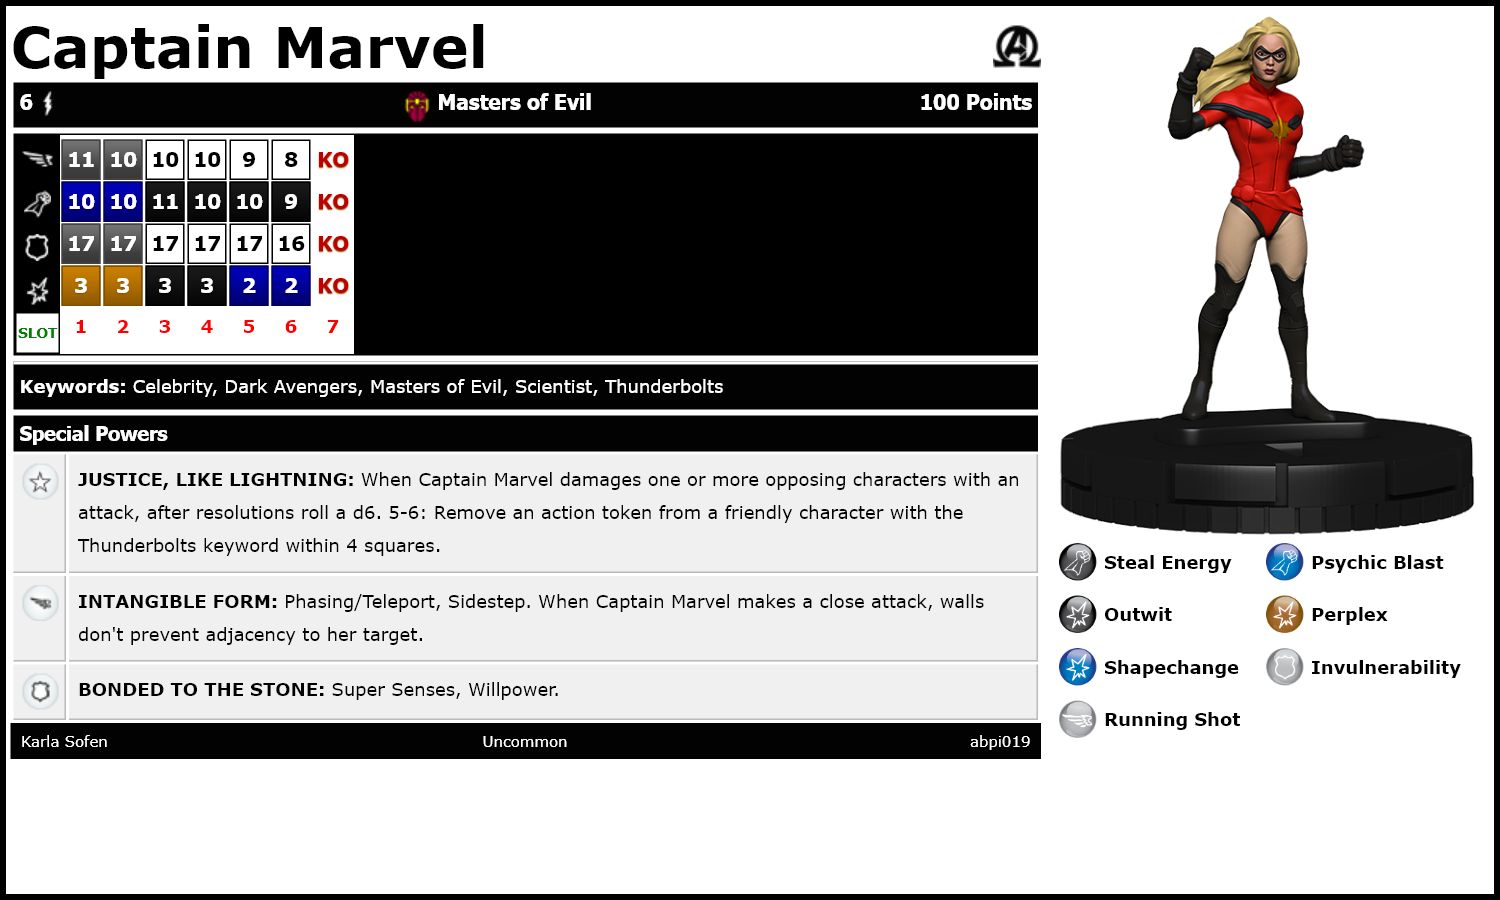 Captain Marvel
6 Masters of Evil 100 Points
11 10 10 10 9 8 KO
10 10 11 10 10 9 KO
17 17 17 17 17 16 KO
3 3 3 3 2 2 KO
SLOT 1 2 3 4 5 6 7
Keywords: Celebrity, Dark Avengers, Masters of Evil, Scientist, Thunderbolts
Special Powers
JUSTICE, LIKE LIGHTNING: When Captain Marvel damages one or more opposing characters with an
attack, after resolutions roll a d6. 5-6: Remove an action token from a friendly character with the
Thunderbolts keyword within 4 squares.
INTANGIBLE FORM: Phasing/Teleport, Sidestep. When Captain Marvel makes a close attack, walls
don't prevent adjacency to her target.
BONDED TO THE STONE: Super Senses, Willpower.
Karla Sofen Uncommon abpi019
Steal Energy Psychic Blast
Outwit Perplex
Shapechange Invulnerability
Running Shot